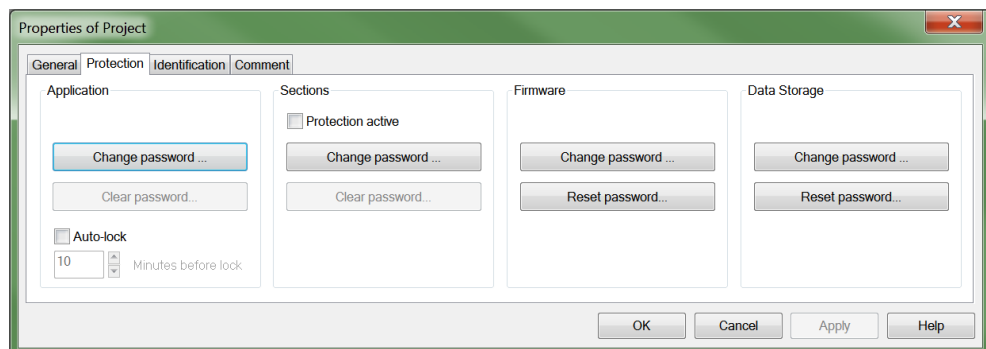 Properties of Project
X
General Protection Identification Comment
Application
Change password ...
Clear password...
Auto-lock
10 Minutes before lock
Sections
Protection active
Change password ...
Clear password...
Firmware
Change password ...
Reset password...
Data Storage
Change password ...
Reset password...
OK Cancel Apply Help